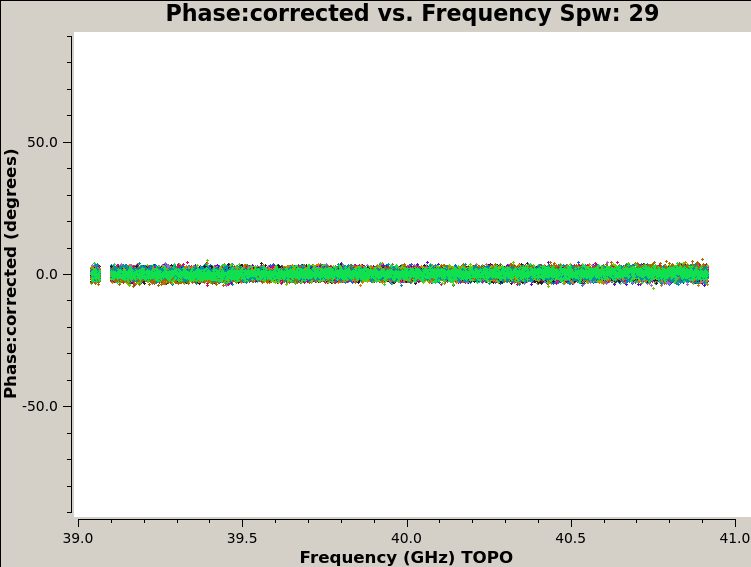 Phase:corrected vs. Frequency Spw: 29
Phase:corrected (degrees)
50.0
0.0
-50.0
39.0 39.5 40.0 40.5 41.0
Frequency (GHz) TOPO